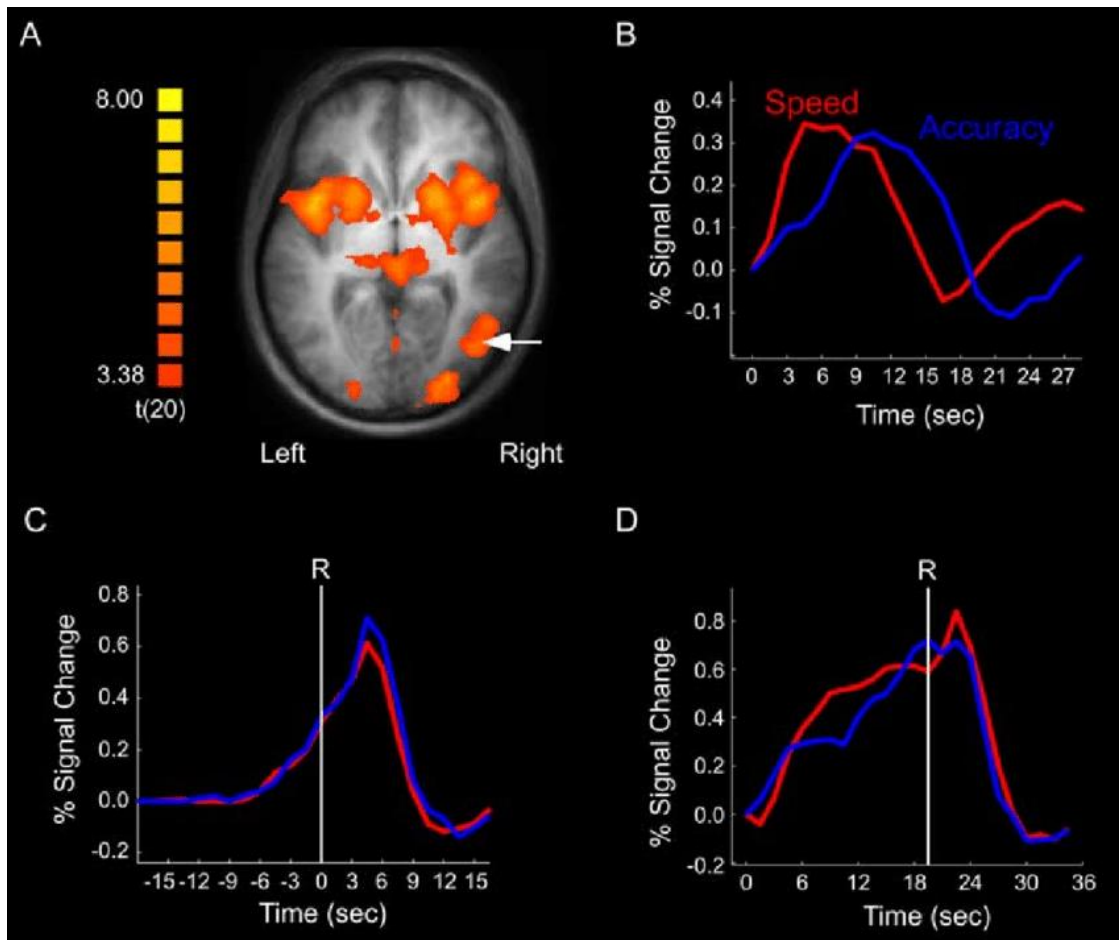 A
8.00
3.38
t(20)
Left
Right
B
Speed
Accuracy
% Signal Change
0.4
0.3
0.2
0.1
0.0
-0.1
0 3 6 9 12 15 18 21 24 27
Time (sec)
C
R
% Signal Change
0.8
0.6
0.4
0.2
0.0
-0.2
-15 -12 -9 -6 -3 0 3 6 9 12 15
Time (sec)
D
R
% Signal Change
0.8
0.6
0.4
0.2
0.0
-0.2
0 6 12 18 24 30 36
Time (sec)